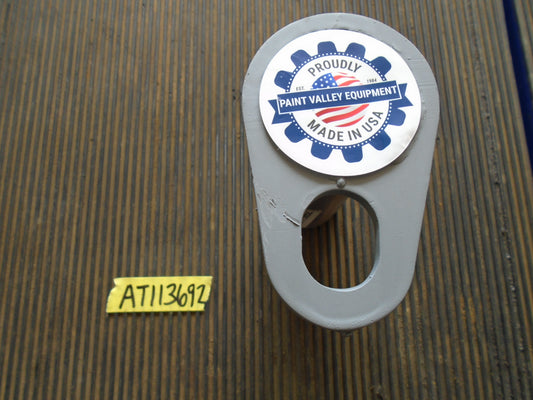 PROUDLY
EST. 1984
PAINT VALLEY EQUIPMENT
MADE IN USA
AT113692